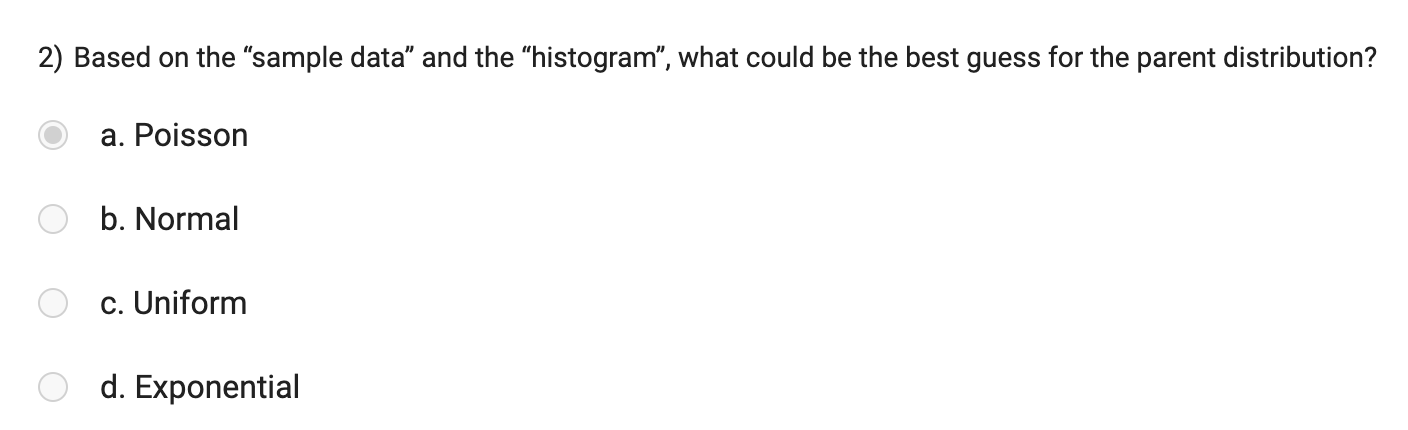 2) Based on the “sample data” and the “histogram”, what could be the best guess for the parent distribution?
a. Poisson
b. Normal
c. Uniform
d. Exponential